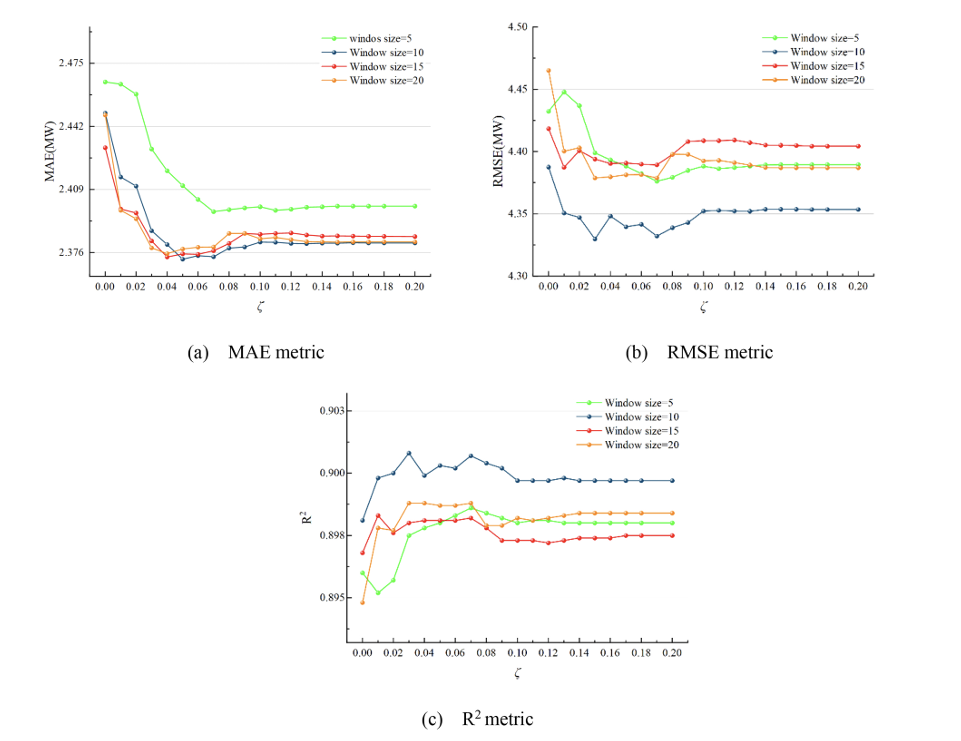 windos size=5
Window size=10
Window size=15
Window size=20
2.475
2.442
2.409
2.376
MAE(MW)
0.00 0.02 0.04 0.06 0.08 0.10 0.12 0.14 0.16 0.18 0.20
ζ
(a) MAE metric
Window size=5
Window size=10
Window size=15
Window size=20
4.50
4.45
4.40
4.35
4.30
RMSE(MW)
0.00 0.02 0.04 0.06 0.08 0.10 0.12 0.14 0.16 0.18 0.20
ζ
(b) RMSE metric
Window size=5
Window size=10
Window size=15
Window size=20
0.903
0.900
0.898
0.895
R²
0.00 0.02 0.04 0.06 0.08 0.10 0.12 0.14 0.16 0.18 0.20
ζ
(c) R² metric